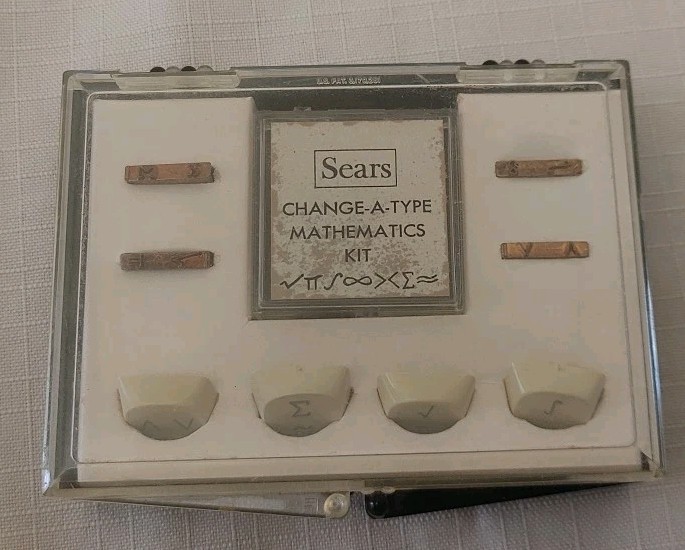 Sears
CHANGE-A-TYPE
MATHEMATICS
KIT
√π∫∞><Σ≈
Σ
≈
√
∫